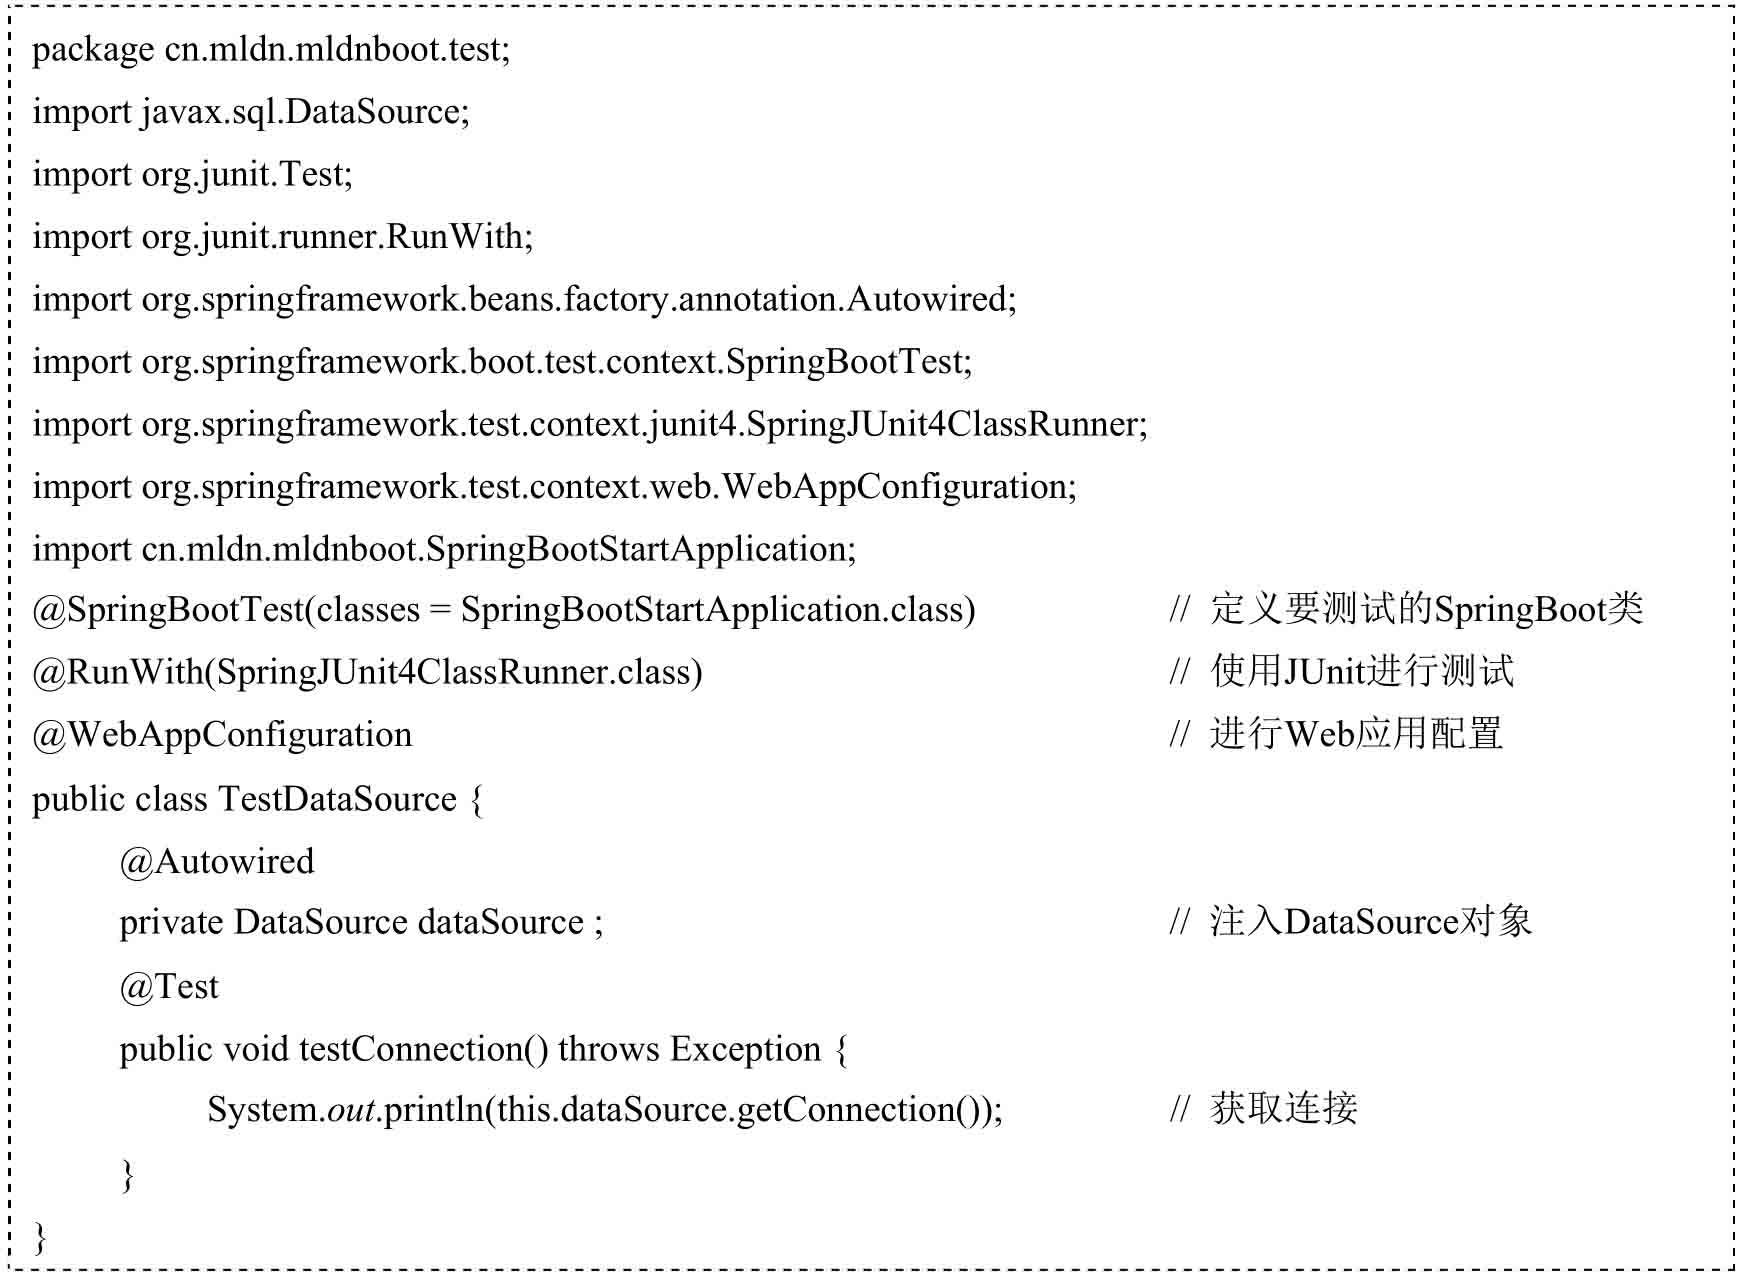 package cn.mldn.mldnboot.test;
import javax.sql.DataSource;
import org.junit.Test;
import org.junit.runner.RunWith;
import org.springframework.beans.factory.annotation.Autowired;
import org.springframework.boot.test.context.SpringBootTest;
import org.springframework.test.context.junit4.SpringJUnit4ClassRunner;
import org.springframework.test.context.web.WebAppConfiguration;
import cn.mldn.mldnboot.SpringBootStartApplication;
@SpringBootTest(classes = SpringBootStartApplication.class) // 定义要测试的SpringBoot类
@RunWith(SpringJUnit4ClassRunner.class) // 使用JUnit进行测试
@WebAppConfiguration // 进行Web应用配置
public class TestDataSource {
@Autowired
private DataSource dataSource ; // 注入DataSource对象
@Test
public void testConnection() throws Exception {
System.out.println(this.dataSource.getConnection()); // 获取连接
}
}